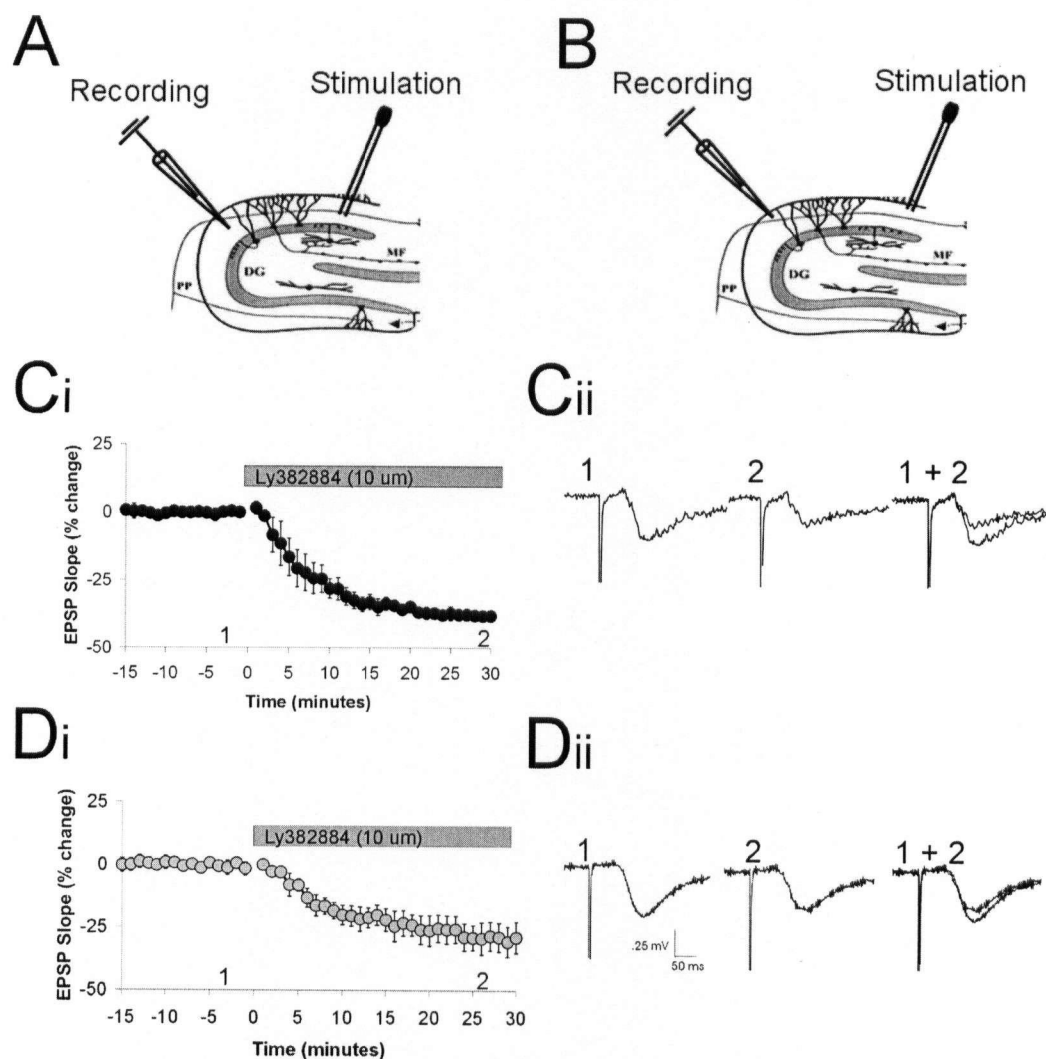 A
B
Recording
Stimulation
Recording
Stimulation
MF
DG
PP
MF
DG
PP
Ci
Cii
EPSP Slope (% change)
25
0
-25
-50
Ly382884 (10 um)
1
2
-15 -10 -5 0 5 10 15 20 25 30
Time (minutes)
1
2
1 + 2
Di
Dii
EPSP Slope (% change)
25
0
-25
-50
Ly382884 (10 um)
1
2
-15 -10 -5 0 5 10 15 20 25 30
Time (minutes)
1
2
1 + 2
.25 mV
50 ms